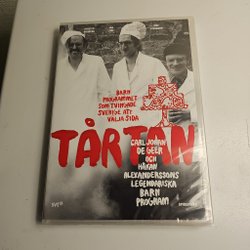 BARN
PROGRAMMET
SOM TVINGADE
SVERIGE ATT
VÄLJA SIDA
TÅRTAN
CARL JOHAN
DE GEER
OCH
HÅKAN
ALEXANDERSSONS
LEGENDARISKA
BARN
PROGRAM